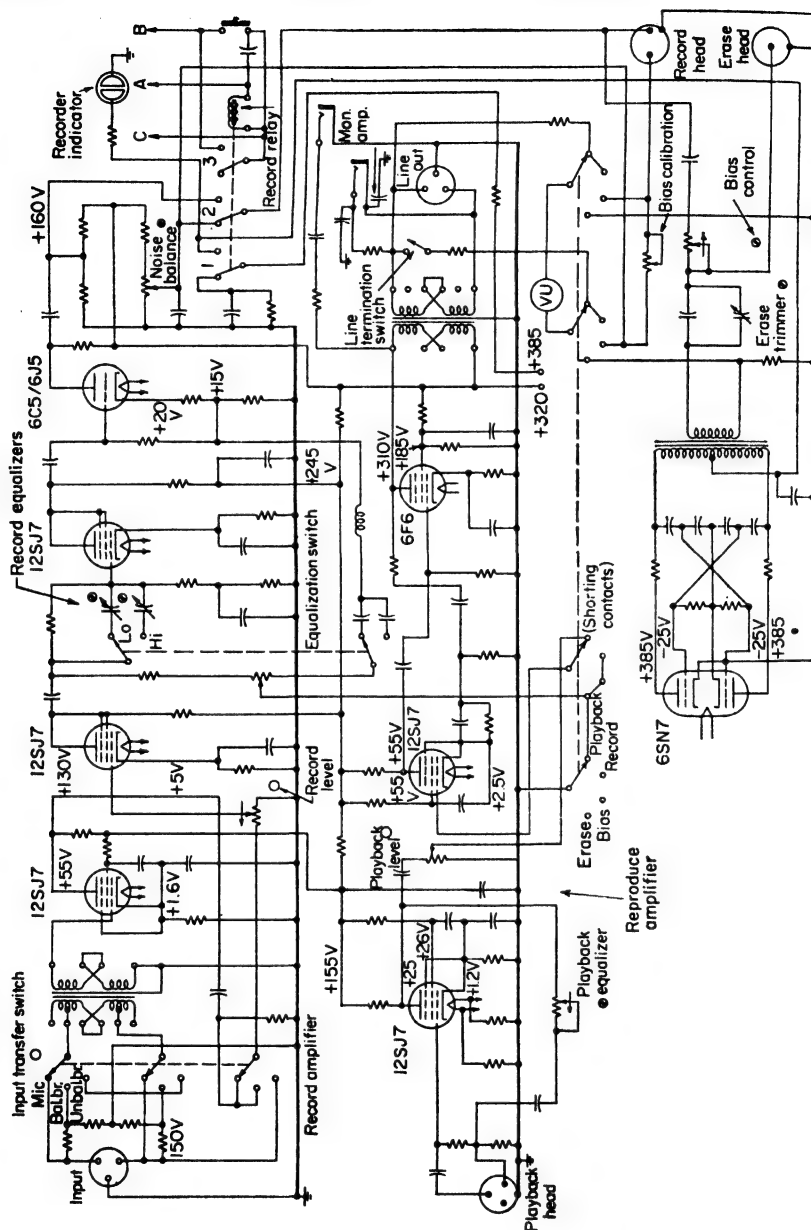 Recorder
indicator
B
A
C
Record relay
3
2
1
+160V
Noise
balance
6C5/6J5
+20
V
+15V
Record equalizers
12SJ7
+245
V
Lo
Hi
Equalization switch
12SJ7
+130V
+5V
Record
level
12SJ7
+55V
+1.6V
Input transfer switch
Mic
Bal.br.
Unbal.br.
150V
Input
Record amplifier
Mon. amp.
Line
out
Line
termination
switch
+385
+320
+310V
+185V
6F6
VU
(Shorting
contacts)
+55V
+55
V
12SJ7
+2.5V
Playback
Record
Erase
Bias
Playback
level
Reproduce
amplifier
+155V
+25
+26V
+1.2V
12SJ7
Playback
equalizer
Playback
head
Record
head
Erase
head
Bias calibration
Bias
control
Erase
trimmer
+385V
-25V
-25V
+385
6SN7